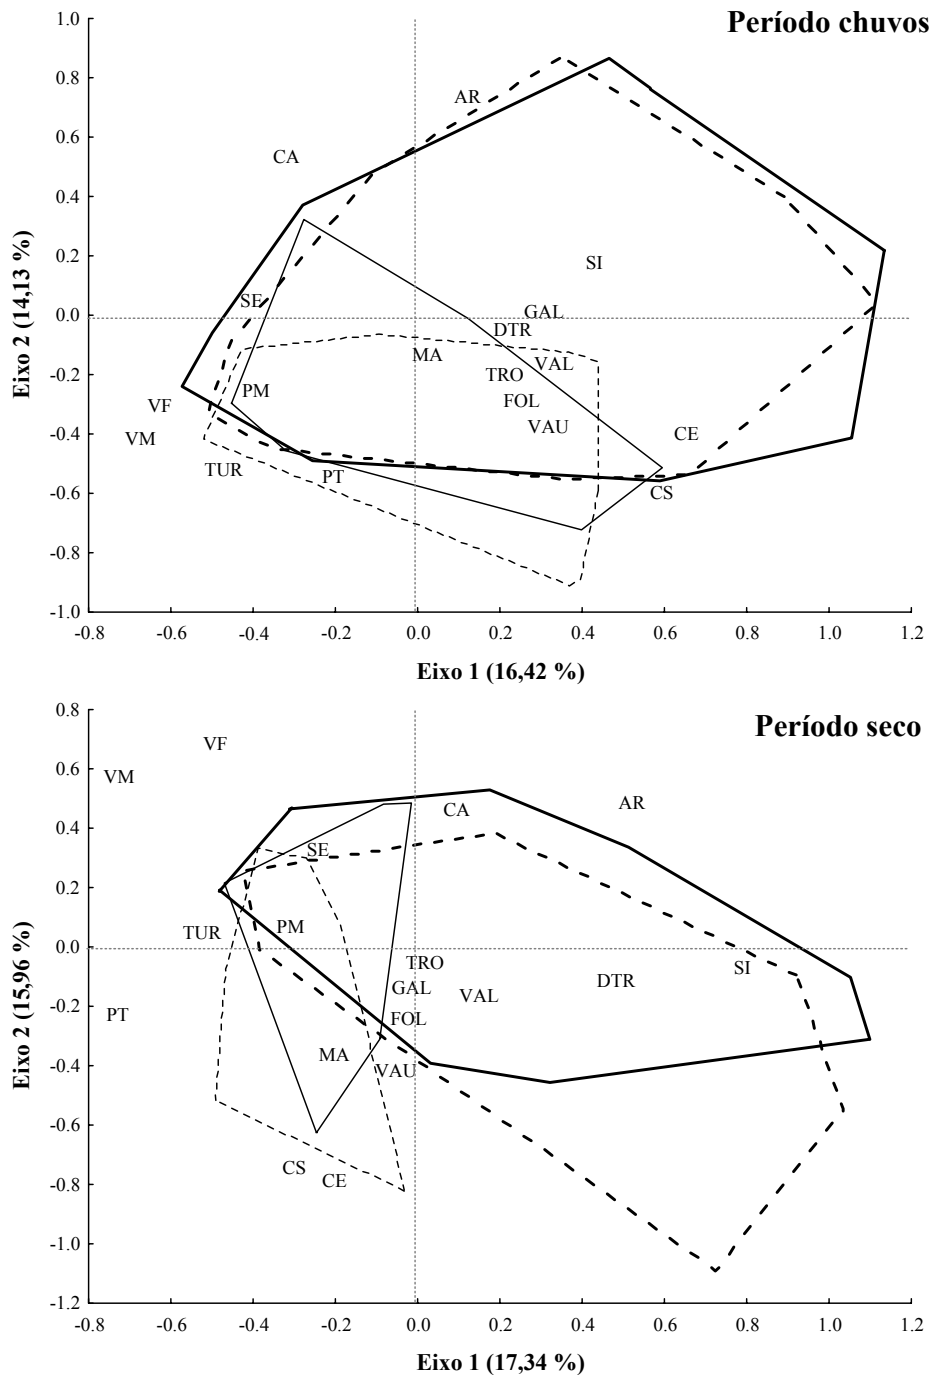 Período chuvos
1.0
0.8
AR
0.6
CA
0.4
Eixo 2 (14,13 %)
0.2
SI
SE
GAL
0.0
DTR
MA
VAL
-0.2
TRO
PM
FOL
VF
VAU
CE
-0.4
VM
TUR
PT
CS
-0.6
-0.8
-1.0
-0.8 -0.6 -0.4 -0.2 0.0 0.2 0.4 0.6 0.8 1.0 1.2
Eixo 1 (16,42 %)
0.8
Período seco
VF
0.6
VM
AR
CA
0.4
SE
0.2
PM
TUR
0.0
Eixo 2 (15,96 %)
TRO
SI
GAL
VAL
DTR
-0.2
PT
FOL
MA
-0.4
VAU
-0.6
CS
CE
-0.8
-1.0
-1.2
-0.8 -0.6 -0.4 -0.2 0.0 0.2 0.4 0.6 0.8 1.0 1.2
Eixo 1 (17,34 %)